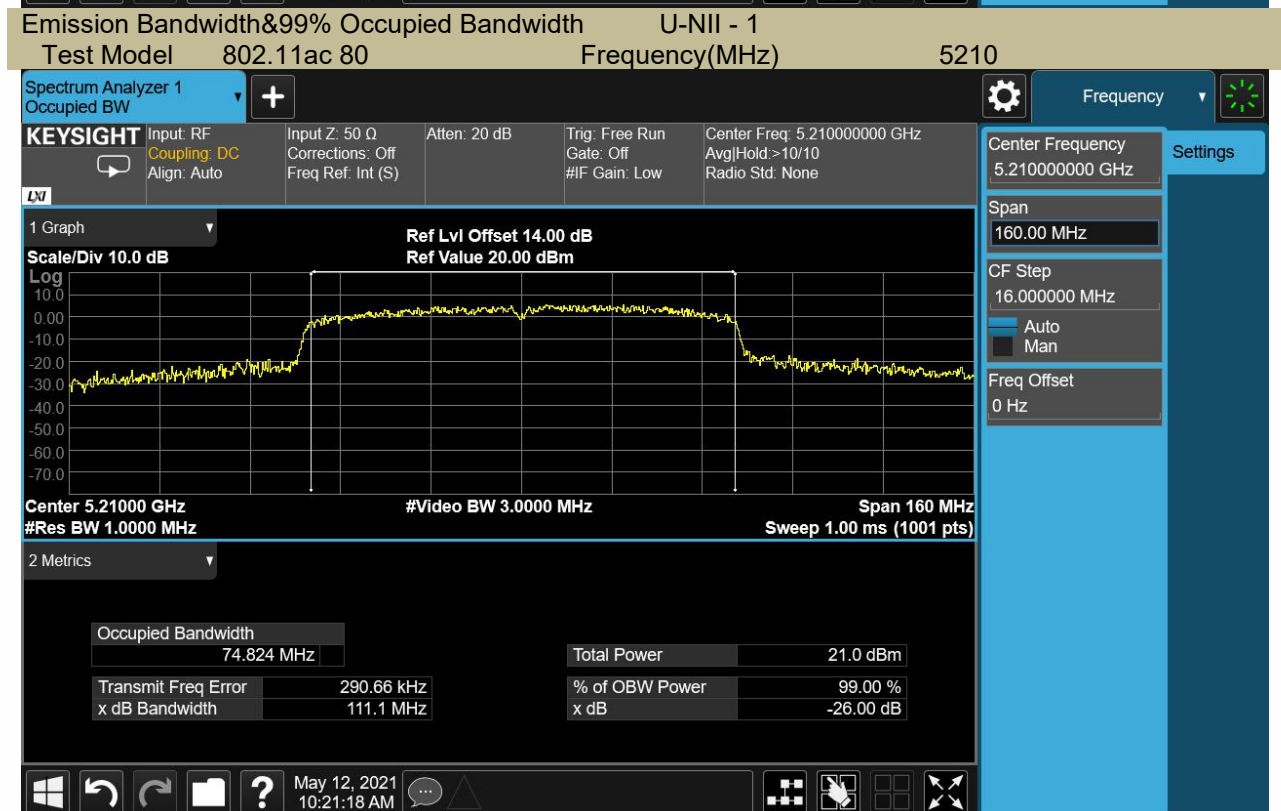 Emission Bandwidth&99% Occupied Bandwidth U-NII - 1
Test Model 802.11ac 80 Frequency(MHz) 5210
Spectrum Analyzer 1
Occupied BW
+
Frequency
KEYSIGHT
LXI
Input: RF
Coupling: DC
Align: Auto
Input Z: 50 Ω
Corrections: Off
Freq Ref: Int (S)
Atten: 20 dB
Trig: Free Run
Gate: Off
#IF Gain: Low
Center Freq: 5.210000000 GHz
Avg|Hold:>10/10
Radio Std: None
Center Frequency
5.210000000 GHz
Settings
Span
160.00 MHz
CF Step
16.000000 MHz
Auto
Man
Freq Offset
0 Hz
1 Graph
Ref Lvl Offset 14.00 dB
Scale/Div 10.0 dB Ref Value 20.00 dBm
Log
10.0
0.00
-10.0
-20.0
-30.0
-40.0
-50.0
-60.0
-70.0
Center 5.21000 GHz #Video BW 3.0000 MHz Span 160 MHz
#Res BW 1.0000 MHz Sweep 1.00 ms (1001 pts)
2 Metrics
Occupied Bandwidth
74.824 MHz
Total Power 21.0 dBm
Transmit Freq Error 290.66 kHz % of OBW Power 99.00 %
x dB Bandwidth 111.1 MHz x dB -26.00 dB
?
May 12, 2021
10:21:18 AM